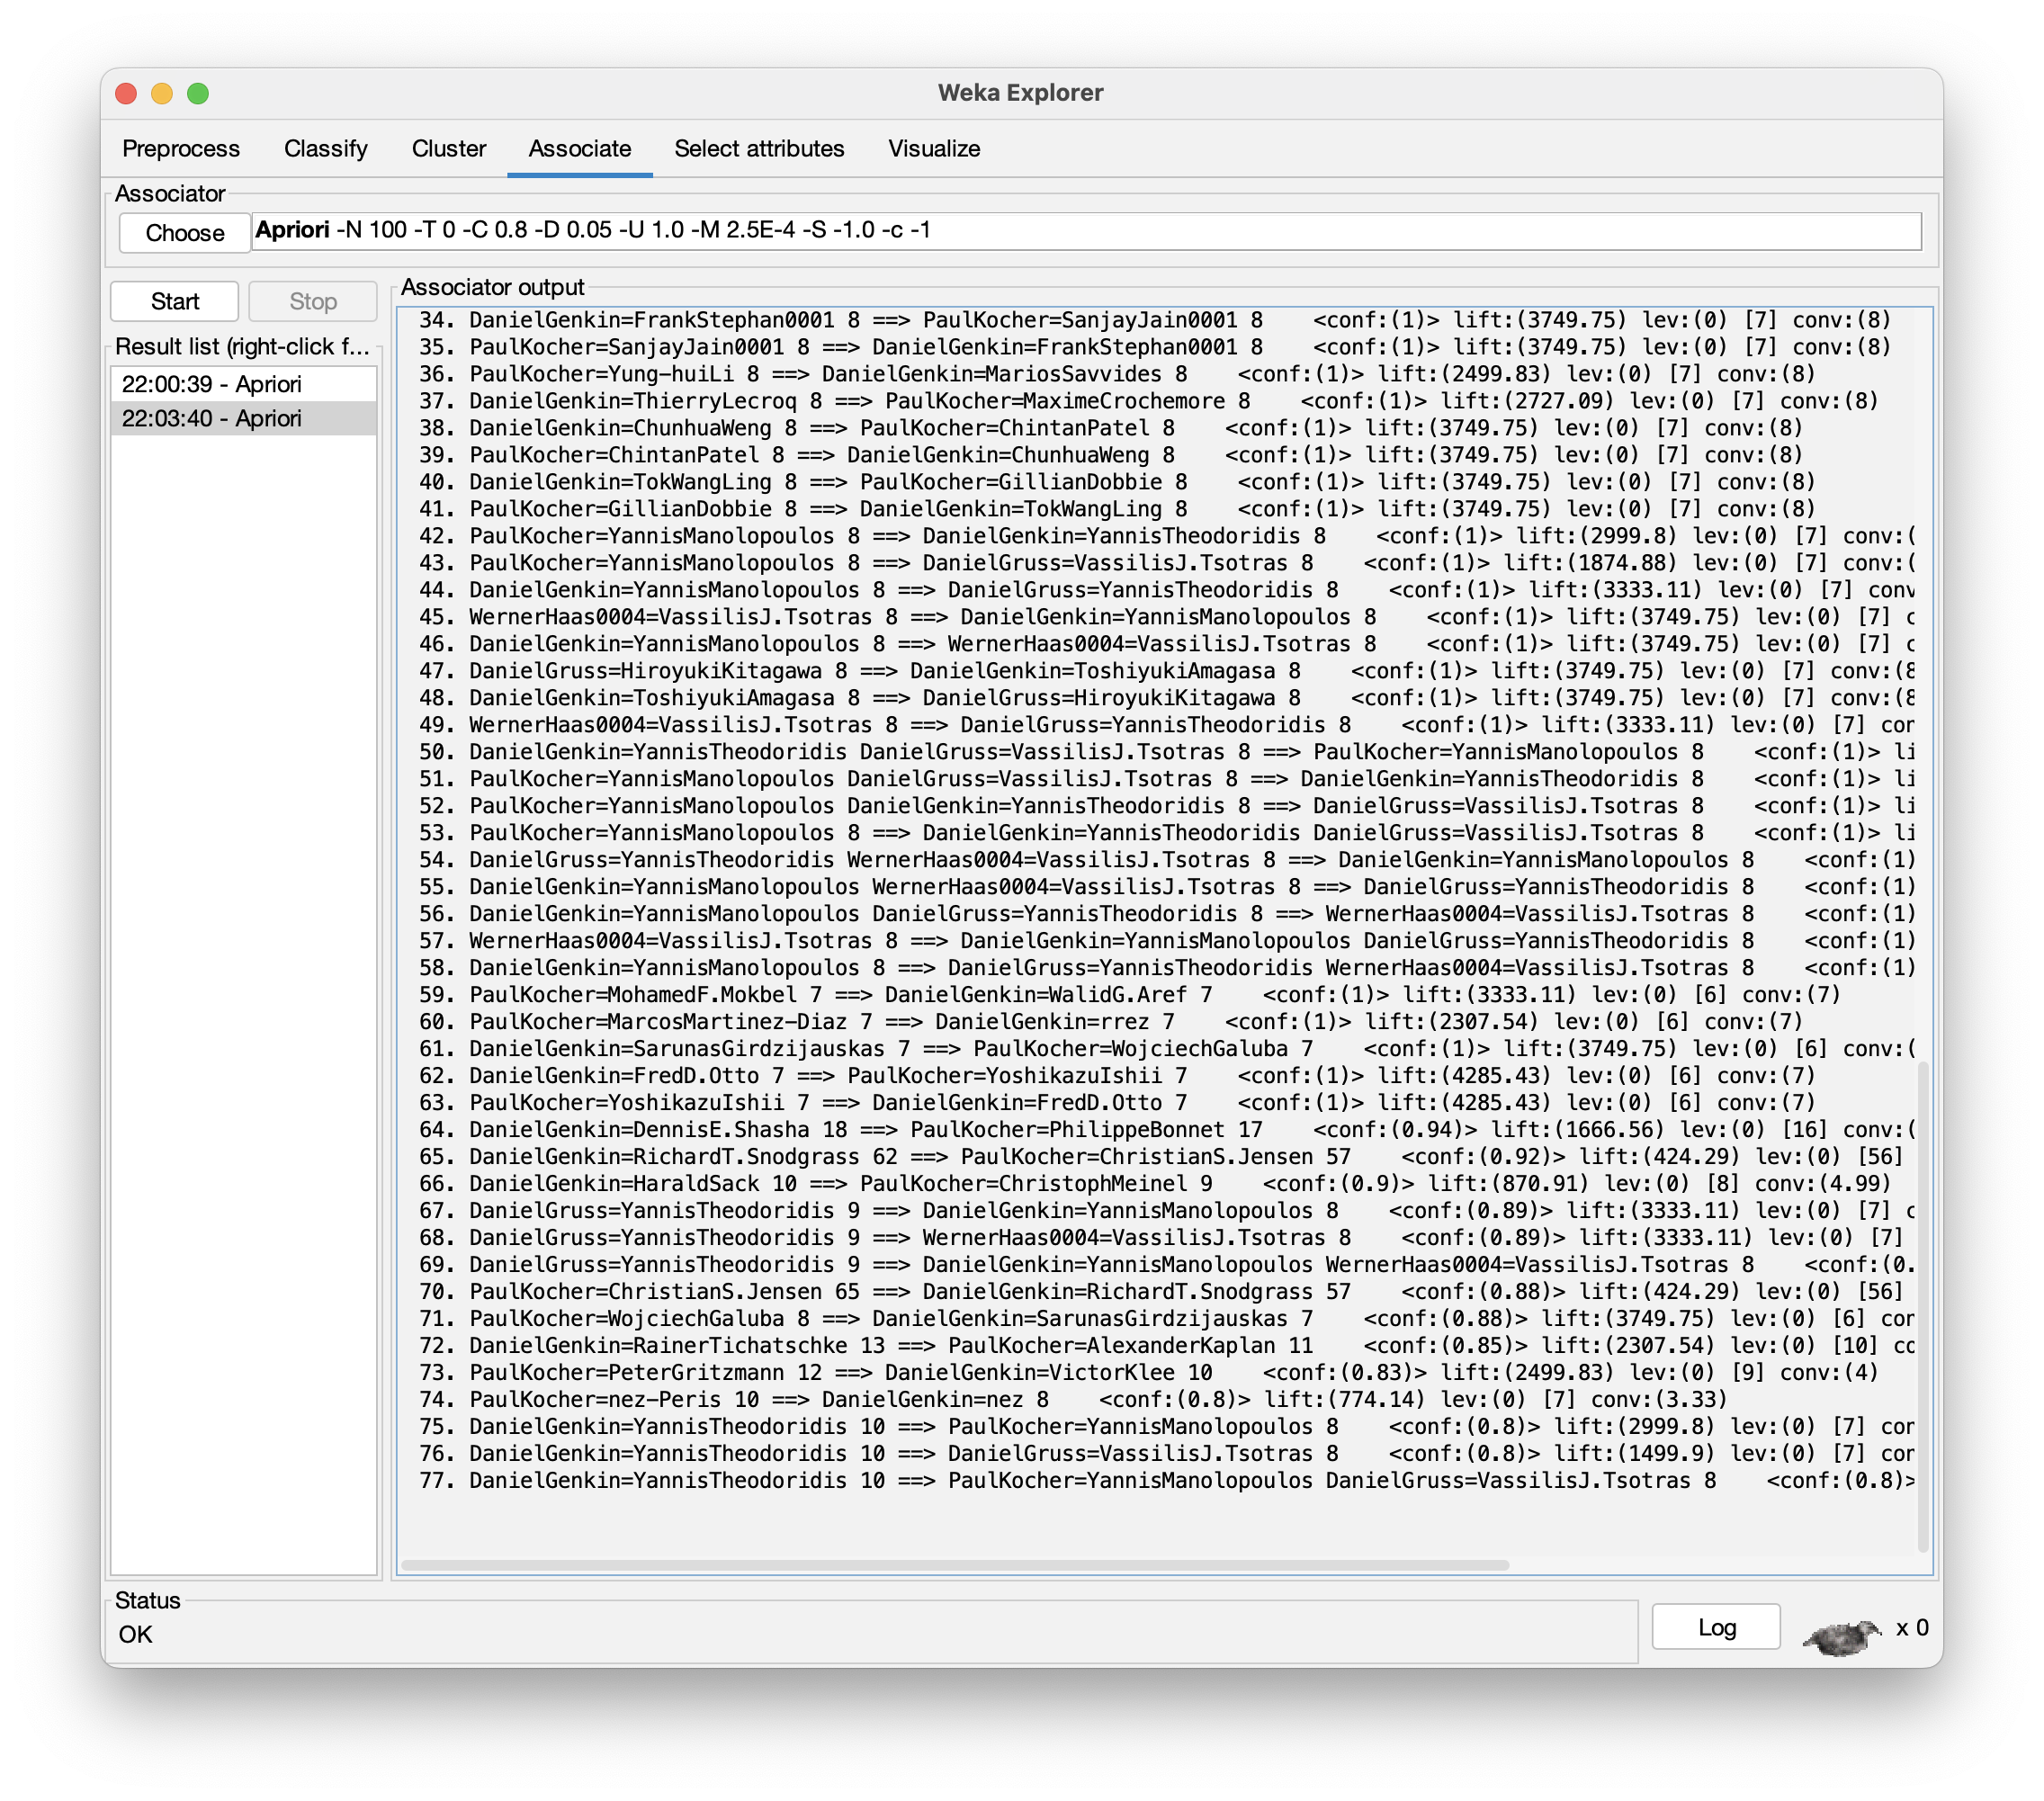 Weka Explorer
Preprocess Classify Cluster Associate Select attributes Visualize
Associator
Choose Apriori -N 100 -T 0 -C 0.8 -D 0.05 -U 1.0 -M 2.5E-4 -S -1.0 -c -1
Start Stop
Result list (right-click f...
22:00:39 - Apriori
22:03:40 - Apriori
Associator output
34. DanielGenkin=FrankStephan0001 8 ==> PaulKocher=SanjayJain0001 8 <conf:(1)> lift:(3749.75) lev:(0) [7] conv:(8)
35. PaulKocher=SanjayJain0001 8 ==> DanielGenkin=FrankStephan0001 8 <conf:(1)> lift:(3749.75) lev:(0) [7] conv:(8)
36. PaulKocher=Yung-huiLi 8 ==> DanielGenkin=MariosSavvides 8 <conf:(1)> lift:(2499.83) lev:(0) [7] conv:(8)
37. DanielGenkin=ThierryLecroq 8 ==> PaulKocher=MaximeCrochemore 8 <conf:(1)> lift:(2727.09) lev:(0) [7] conv:(8)
38. DanielGenkin=ChunhuaWeng 8 ==> PaulKocher=ChintanPatel 8 <conf:(1)> lift:(3749.75) lev:(0) [7] conv:(8)
39. PaulKocher=ChintanPatel 8 ==> DanielGenkin=ChunhuaWeng 8 <conf:(1)> lift:(3749.75) lev:(0) [7] conv:(8)
40. DanielGenkin=TokWangLing 8 ==> PaulKocher=GillianDobbie 8 <conf:(1)> lift:(3749.75) lev:(0) [7] conv:(8)
41. PaulKocher=GillianDobbie 8 ==> DanielGenkin=TokWangLing 8 <conf:(1)> lift:(3749.75) lev:(0) [7] conv:(8)
42. PaulKocher=YannisManolopoulos 8 ==> DanielGenkin=YannisTheodoridis 8 <conf:(1)> lift:(2999.8) lev:(0) [7] conv:(
43. PaulKocher=YannisManolopoulos 8 ==> DanielGruss=VassilisJ.Tsotras 8 <conf:(1)> lift:(1874.88) lev:(0) [7] conv:(
44. DanielGenkin=YannisManolopoulos 8 ==> DanielGruss=YannisTheodoridis 8 <conf:(1)> lift:(3333.11) lev:(0) [7] conv
45. WernerHaas0004=VassilisJ.Tsotras 8 ==> DanielGenkin=YannisManolopoulos 8 <conf:(1)> lift:(3749.75) lev:(0) [7] c
46. DanielGenkin=YannisManolopoulos 8 ==> WernerHaas0004=VassilisJ.Tsotras 8 <conf:(1)> lift:(3749.75) lev:(0) [7] c
47. DanielGruss=HiroyukiKitagawa 8 ==> DanielGenkin=ToshiyukiAmagasa 8 <conf:(1)> lift:(3749.75) lev:(0) [7] conv:(8
48. DanielGenkin=ToshiyukiAmagasa 8 ==> DanielGruss=HiroyukiKitagawa 8 <conf:(1)> lift:(3749.75) lev:(0) [7] conv:(8
49. WernerHaas0004=VassilisJ.Tsotras 8 ==> DanielGruss=YannisTheodoridis 8 <conf:(1)> lift:(3333.11) lev:(0) [7] con
50. DanielGenkin=YannisTheodoridis DanielGruss=VassilisJ.Tsotras 8 ==> PaulKocher=YannisManolopoulos 8 <conf:(1)> li
51. PaulKocher=YannisManolopoulos DanielGruss=VassilisJ.Tsotras 8 ==> DanielGenkin=YannisTheodoridis 8 <conf:(1)> li
52. PaulKocher=YannisManolopoulos DanielGenkin=YannisTheodoridis 8 ==> DanielGruss=VassilisJ.Tsotras 8 <conf:(1)> li
53. PaulKocher=YannisManolopoulos 8 ==> DanielGenkin=YannisTheodoridis DanielGruss=VassilisJ.Tsotras 8 <conf:(1)> li
54. DanielGruss=YannisTheodoridis WernerHaas0004=VassilisJ.Tsotras 8 ==> DanielGenkin=YannisManolopoulos 8 <conf:(1)
55. DanielGenkin=YannisManolopoulos WernerHaas0004=VassilisJ.Tsotras 8 ==> DanielGruss=YannisTheodoridis 8 <conf:(1)
56. DanielGenkin=YannisManolopoulos DanielGruss=YannisTheodoridis 8 ==> WernerHaas0004=VassilisJ.Tsotras 8 <conf:(1)
57. WernerHaas0004=VassilisJ.Tsotras 8 ==> DanielGenkin=YannisManolopoulos DanielGruss=YannisTheodoridis 8 <conf:(1)
58. DanielGenkin=YannisManolopoulos 8 ==> DanielGruss=YannisTheodoridis WernerHaas0004=VassilisJ.Tsotras 8 <conf:(1)
59. PaulKocher=MohamedF.Mokbel 7 ==> DanielGenkin=WalidG.Aref 7 <conf:(1)> lift:(3333.11) lev:(0) [6] conv:(7)
60. PaulKocher=MarcosMartinez-Diaz 7 ==> DanielGenkin=rrez 7 <conf:(1)> lift:(2307.54) lev:(0) [6] conv:(7)
61. DanielGenkin=SarunasGirdzijauskas 7 ==> PaulKocher=WojciechGaluba 7 <conf:(1)> lift:(3749.75) lev:(0) [6] conv:(
62. DanielGenkin=FredD.Otto 7 ==> PaulKocher=YoshikazuIshii 7 <conf:(1)> lift:(4285.43) lev:(0) [6] conv:(7)
63. PaulKocher=YoshikazuIshii 7 ==> DanielGenkin=FredD.Otto 7 <conf:(1)> lift:(4285.43) lev:(0) [6] conv:(7)
64. DanielGenkin=DennisE.Shasha 18 ==> PaulKocher=PhilippeBonnet 17 <conf:(0.94)> lift:(1666.56) lev:(0) [16] conv:(
65. DanielGenkin=RichardT.Snodgrass 62 ==> PaulKocher=ChristianS.Jensen 57 <conf:(0.92)> lift:(424.29) lev:(0) [56]
66. DanielGenkin=HaraldSack 10 ==> PaulKocher=ChristophMeinel 9 <conf:(0.9)> lift:(870.91) lev:(0) [8] conv:(4.99)
67. DanielGruss=YannisTheodoridis 9 ==> DanielGenkin=YannisManolopoulos 8 <conf:(0.89)> lift:(3333.11) lev:(0) [7] c
68. DanielGruss=YannisTheodoridis 9 ==> WernerHaas0004=VassilisJ.Tsotras 8 <conf:(0.89)> lift:(3333.11) lev:(0) [7]
69. DanielGruss=YannisTheodoridis 9 ==> DanielGenkin=YannisManolopoulos WernerHaas0004=VassilisJ.Tsotras 8 <conf:(0.
70. PaulKocher=ChristianS.Jensen 65 ==> DanielGenkin=RichardT.Snodgrass 57 <conf:(0.88)> lift:(424.29) lev:(0) [56]
71. PaulKocher=WojciechGaluba 8 ==> DanielGenkin=SarunasGirdzijauskas 7 <conf:(0.88)> lift:(3749.75) lev:(0) [6] con
72. DanielGenkin=RainerTichatschke 13 ==> PaulKocher=AlexanderKaplan 11 <conf:(0.85)> lift:(2307.54) lev:(0) [10] co
73. PaulKocher=PeterGritzmann 12 ==> DanielGenkin=VictorKlee 10 <conf:(0.83)> lift:(2499.83) lev:(0) [9] conv:(4)
74. PaulKocher=nez-Peris 10 ==> DanielGenkin=nez 8 <conf:(0.8)> lift:(774.14) lev:(0) [7] conv:(3.33)
75. DanielGenkin=YannisTheodoridis 10 ==> PaulKocher=YannisManolopoulos 8 <conf:(0.8)> lift:(2999.8) lev:(0) [7] con
76. DanielGenkin=YannisTheodoridis 10 ==> DanielGruss=VassilisJ.Tsotras 8 <conf:(0.8)> lift:(1499.9) lev:(0) [7] con
77. DanielGenkin=YannisTheodoridis 10 ==> PaulKocher=YannisManolopoulos DanielGruss=VassilisJ.Tsotras 8 <conf:(0.8)>
Status
OK
Log x 0